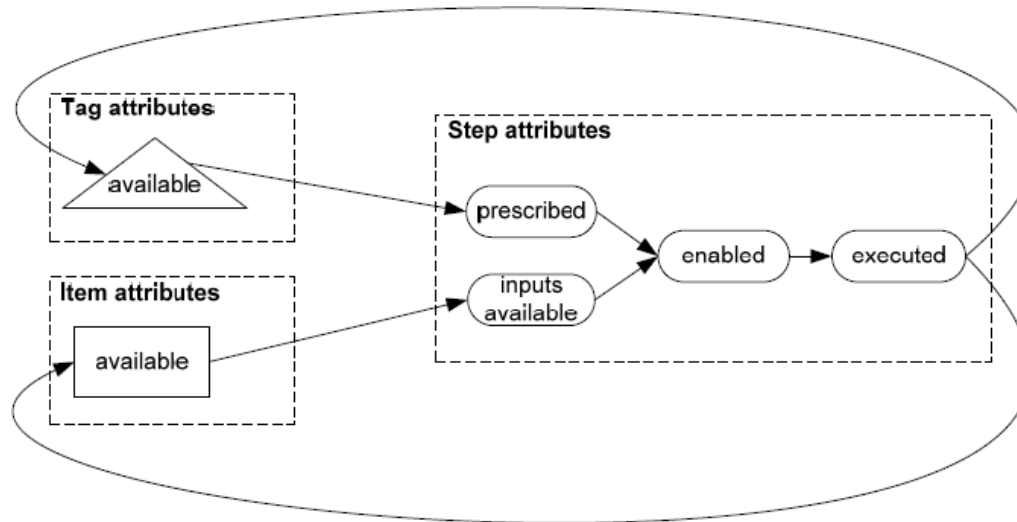 Tag attributes
available
Step attributes
prescribed
enabled
executed
inputs
available
Item attributes
available